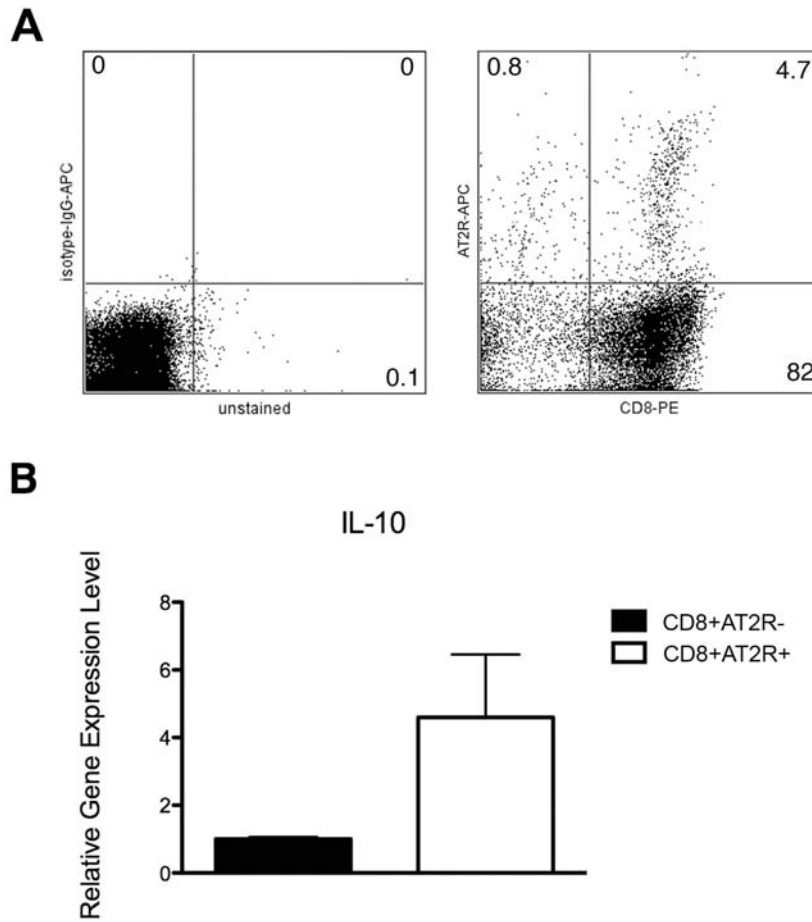 A
0
0
isotype-IgG-APC
0.1
unstained
0.8
4.7
AT2R-APC
82
CD8-PE
B
IL-10
Relative Gene Expression Level
8
6
4
2
0
CD8+AT2R-
CD8+AT2R+